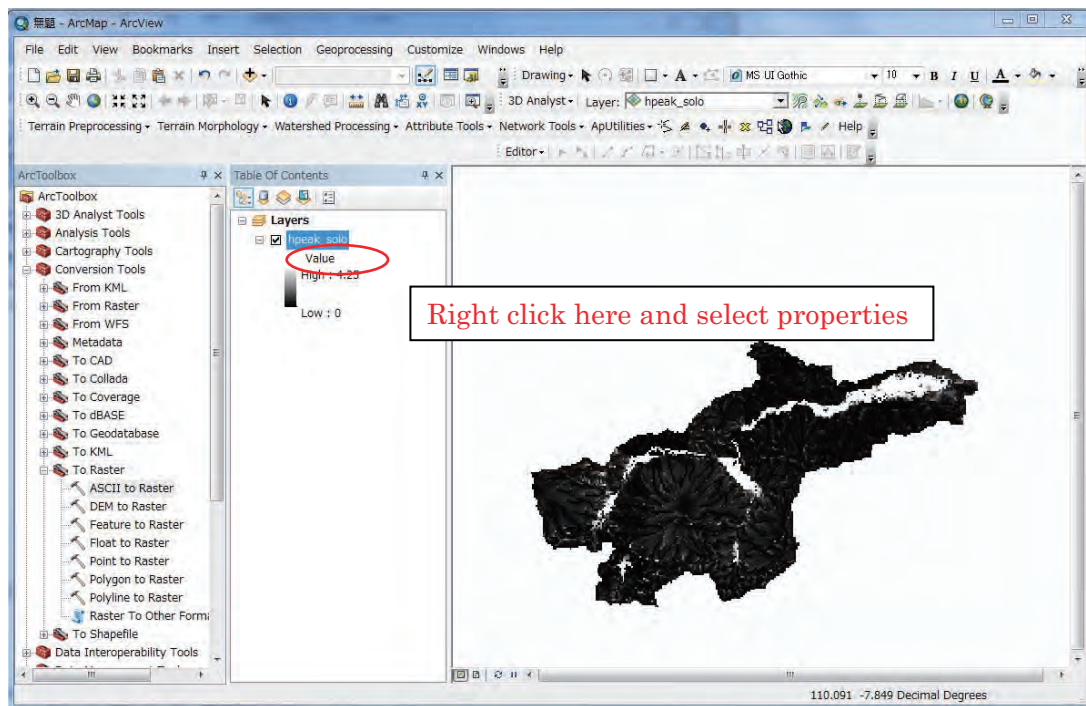 無題 - ArcMap - ArcView
File Edit View Bookmarks Insert Selection Geoprocessing Customize Windows Help
Drawing A MS UI Gothic 10 B I U A
3D Analyst Layer: hpeak_solo
Terrain Preprocessing Terrain Morphology Watershed Processing Attribute Tools Network Tools ApUtilities Help
Editor
ArcToolbox
ArcToolbox
3D Analyst Tools
Analysis Tools
Cartography Tools
Conversion Tools
From KML
From Raster
From WFS
Metadata
To CAD
To Collada
To Coverage
To dBASE
To Geodatabase
To KML
To Raster
ASCII to Raster
DEM to Raster
Feature to Raster
Float to Raster
Point to Raster
Polygon to Raster
Polyline to Raster
Raster To Other Forma
To Shapefile
Data Interoperability Tools
Table Of Contents
Layers
hpeak_solo
Value
High : 4.25
Low : 0
Right click here and select properties
110.091 -7.849 Decimal Degrees